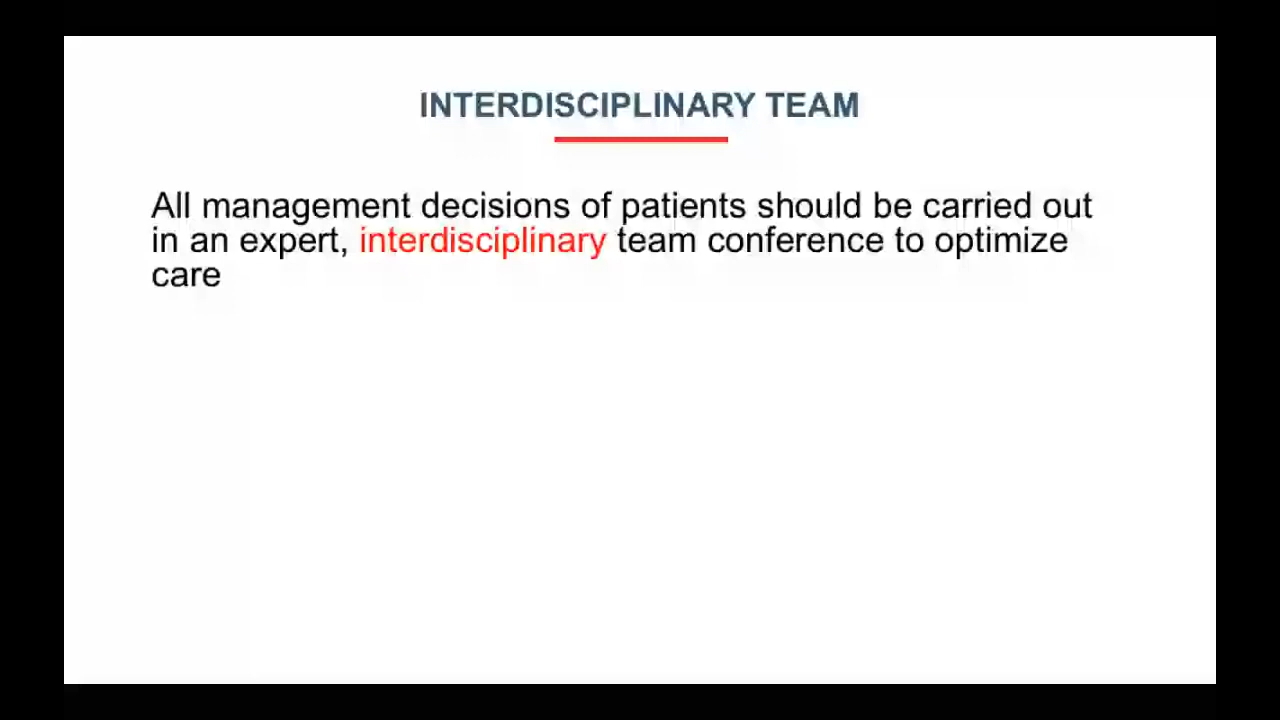 INTERDISCIPLINARY TEAM
All management decisions of patients should be carried out
in an expert, interdisciplinary team conference to optimize
care